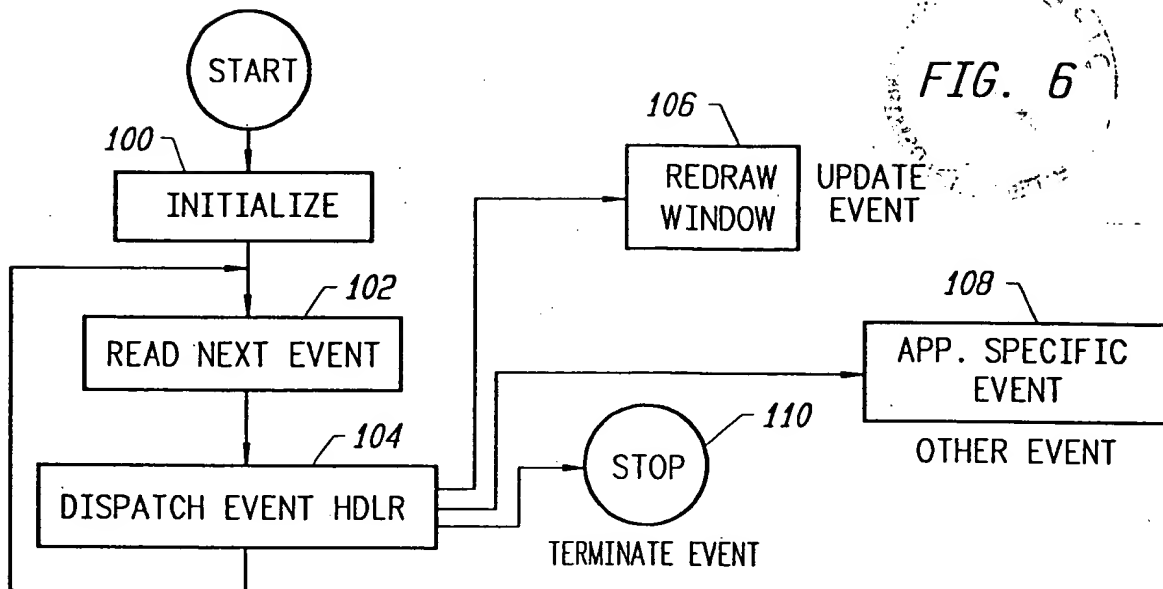 START
FIG. 6
100
INITIALIZE
106
REDRAW
WINDOW
UPDATE
EVENT
102
READ NEXT EVENT
108
APP. SPECIFIC
EVENT
OTHER EVENT
104
DISPATCH EVENT HDLR
110
STOP
TERMINATE EVENT